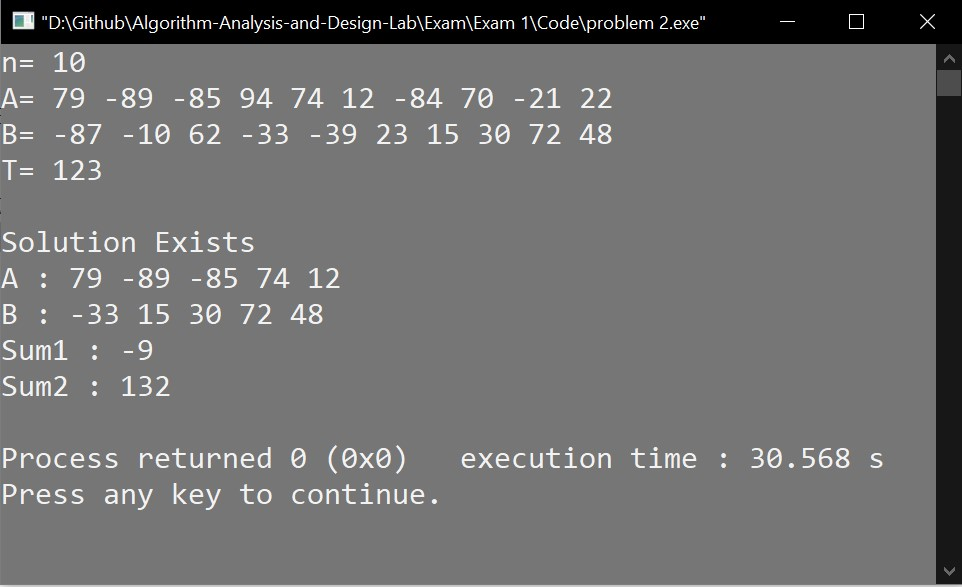 "D:\Github\Algorithm-Analysis-and-Design-Lab\Exam\Exam 1\Code\problem 2.exe"
n= 10
A= 79 -89 -85 94 74 12 -84 70 -21 22
B= -87 -10 62 -33 -39 23 15 30 72 48
T= 123
Solution Exists
A : 79 -89 -85 74 12
B : -33 15 30 72 48
Sum1 : -9
Sum2 : 132
Process returned 0 (0x0)   execution time : 30.568 s
Press any key to continue.